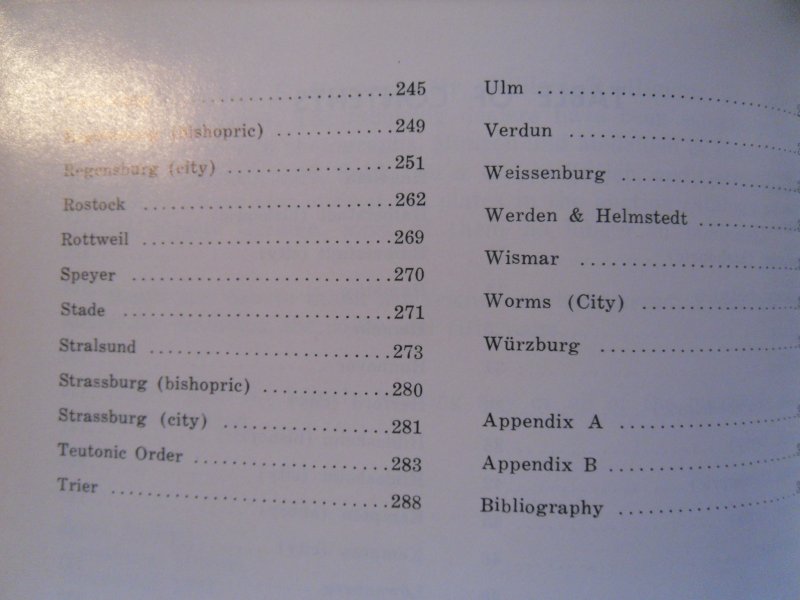 ..................245
(bishopric) ............249
Regensburg (city) ..............251
Rostock .....................262
Rottweil .....................269
Speyer ......................270
Stade .......................271
Stralsund ....................273
Strassburg (bishopric) ............280
Strassburg (city) ..............281
Teutonic Order .................283
Trier ........................288
Ulm ........................
Verdun .....................
Weissenburg ................
Werden & Helmstedt ..........
Wismar ....................
Worms (City) ...............
Würzburg ...................
Appendix A .................
Appendix B .................
Bibliography ................